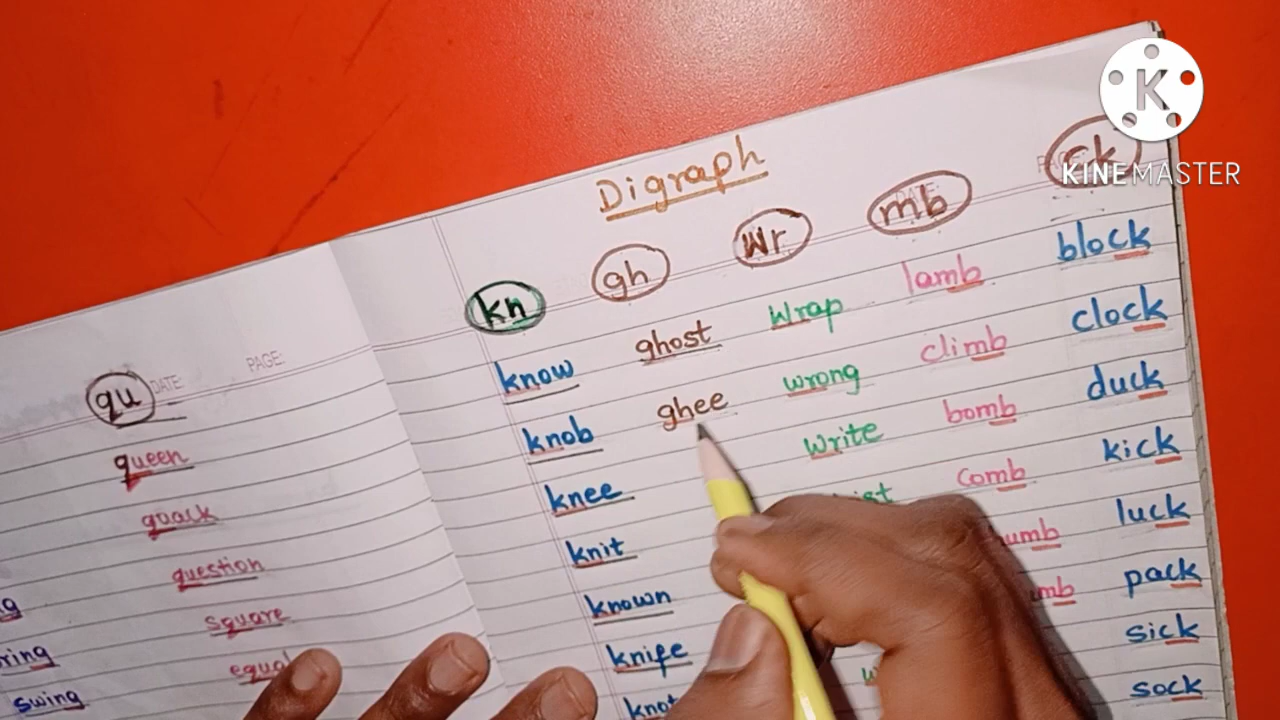 Digraph
kn gh wr mb ck
know ghost wrap lamb block
knob ghee wrong climb clock
knee write bomb duck
knit comb kick
known luck
knife pack
sick
sock
DATE: PAGE:
qu
queen
quack
question
square
equal
ring
swing
K
KINEMASTER